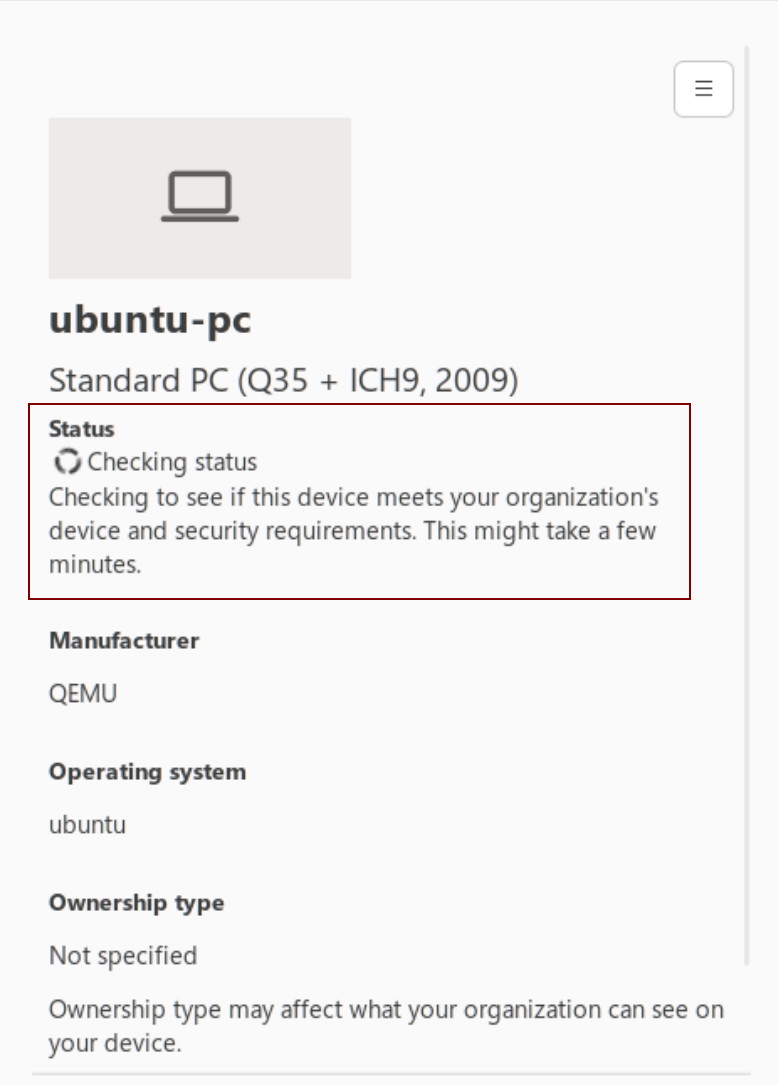 ubuntu-pc
Standard PC (Q35 + ICH9, 2009)
Status
Checking status
Checking to see if this device meets your organization's
device and security requirements. This might take a few
minutes.
Manufacturer
QEMU
Operating system
ubuntu
Ownership type
Not specified
Ownership type may affect what your organization can see on
your device.